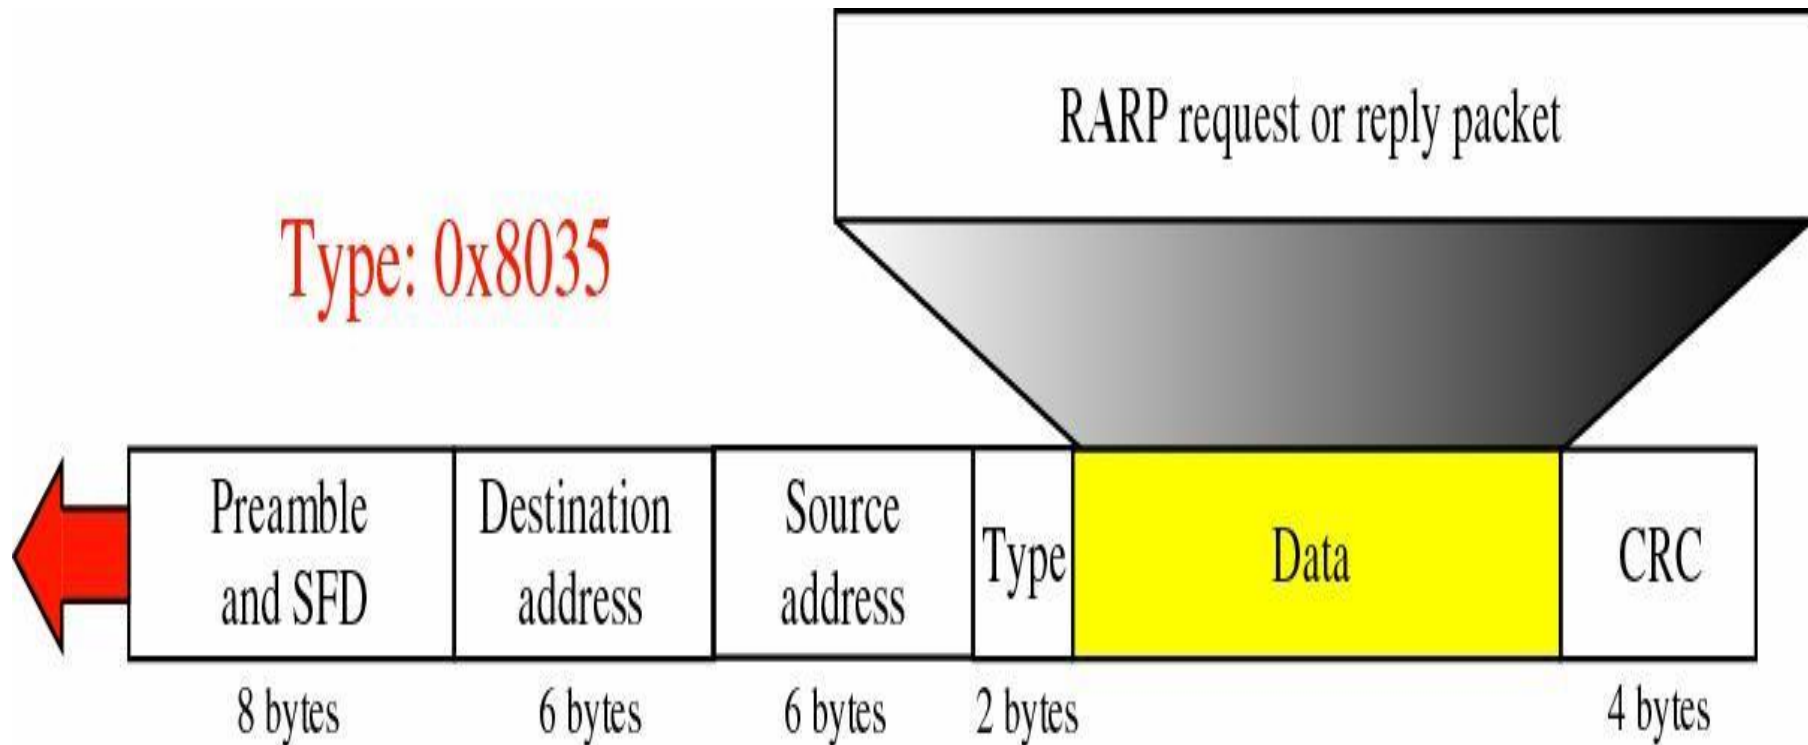 RARP request or reply packet
Type: 0x8035
Preamble
and SFD
Destination
address
Source
address
Type
Data
CRC
8 bytes
6 bytes
6 bytes
2 bytes
4 bytes